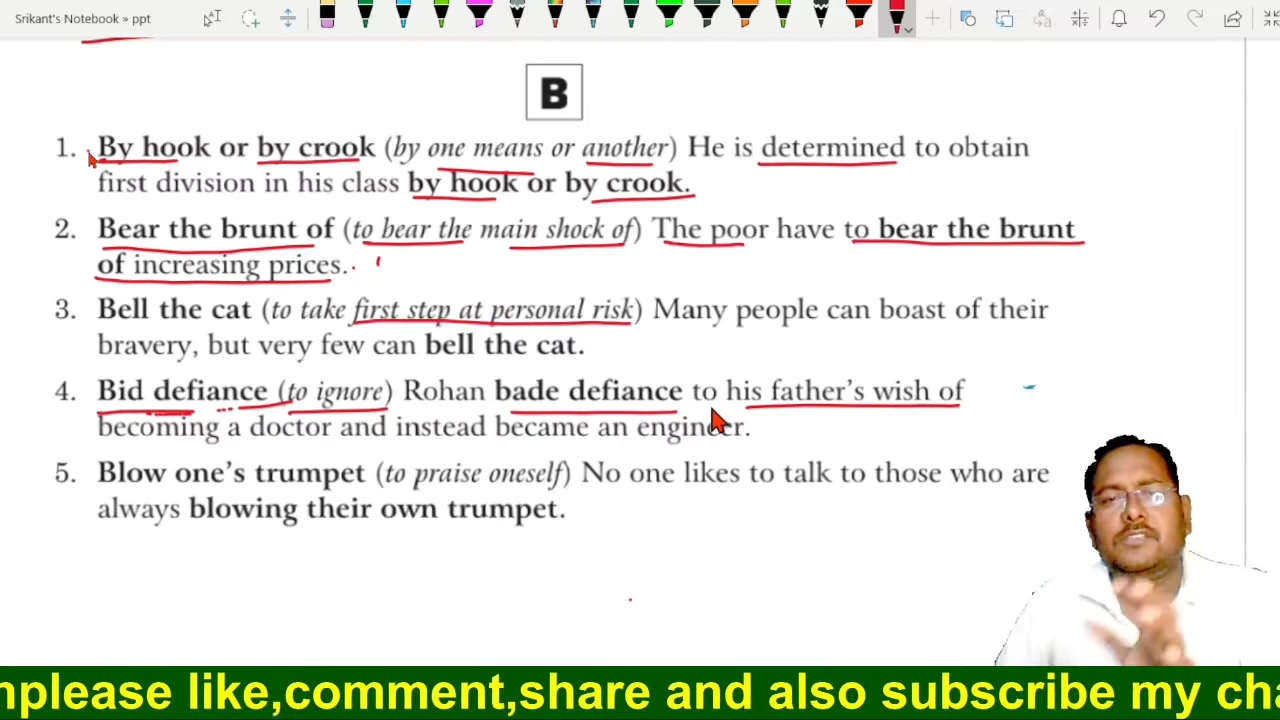 Srikant's Notebook » ppt
B
1. By hook or by crook (by one means or another) He is determined to obtain
first division in his class by hook or by crook.
2. Bear the brunt of (to bear the main shock of) The poor have to bear the brunt
of increasing prices.
3. Bell the cat (to take first step at personal risk) Many people can boast of their
bravery, but very few can bell the cat.
4. Bid defiance (to ignore) Rohan bade defiance to his father's wish of
becoming a doctor and instead became an engineer.
5. Blow one's trumpet (to praise oneself) No one likes to talk to those who are
always blowing their own trumpet.
nplease like,comment,share and also subscribe my cha